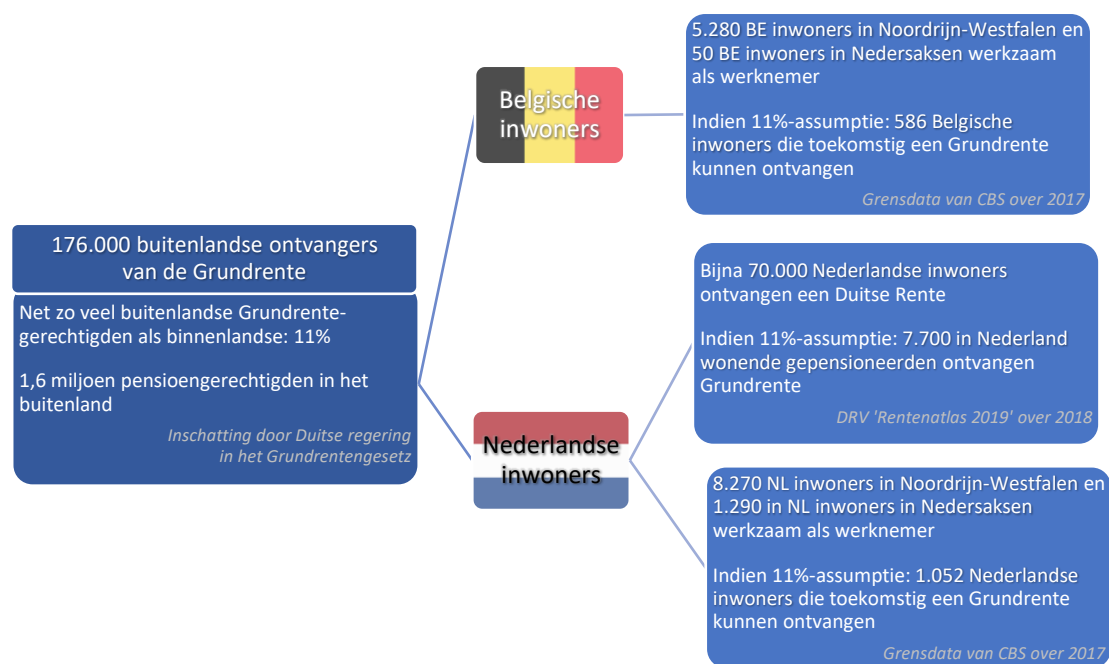 176.000 buitenlandse ontvangers
van de Grundrente
Net zo veel buitenlandse Grundrente-
gerechtigden als binnenlandse: 11%
1,6 miljoen pensioengerechtigden in het
buitenland
Inschatting door Duitse regering
in het Grundrentengesetz
Belgische
inwoners
5.280 BE inwoners in Noordrijn-Westfalen en
50 BE inwoners in Nedersaksen werkzaam
als werknemer
Indien 11%-assumptie: 586 Belgische
inwoners die toekomstig een Grundrente
kunnen ontvangen
Grensdata van CBS over 2017
Nederlandse
inwoners
Bijna 70.000 Nederlandse inwoners
ontvangen een Duitse Rente
Indien 11%-assumptie: 7.700 in Nederland
wonende gepensioneerden ontvangen
Grundrente
DRV 'Rentenatlas 2019' over 2018
8.270 NL inwoners in Noordrijn-Westfalen en
1.290 in NL inwoners in Nedersaksen
werkzaam als werknemer
Indien 11%-assumptie: 1.052 Nederlandse
inwoners die toekomstig een Grundrente
kunnen ontvangen
Grensdata van CBS over 2017